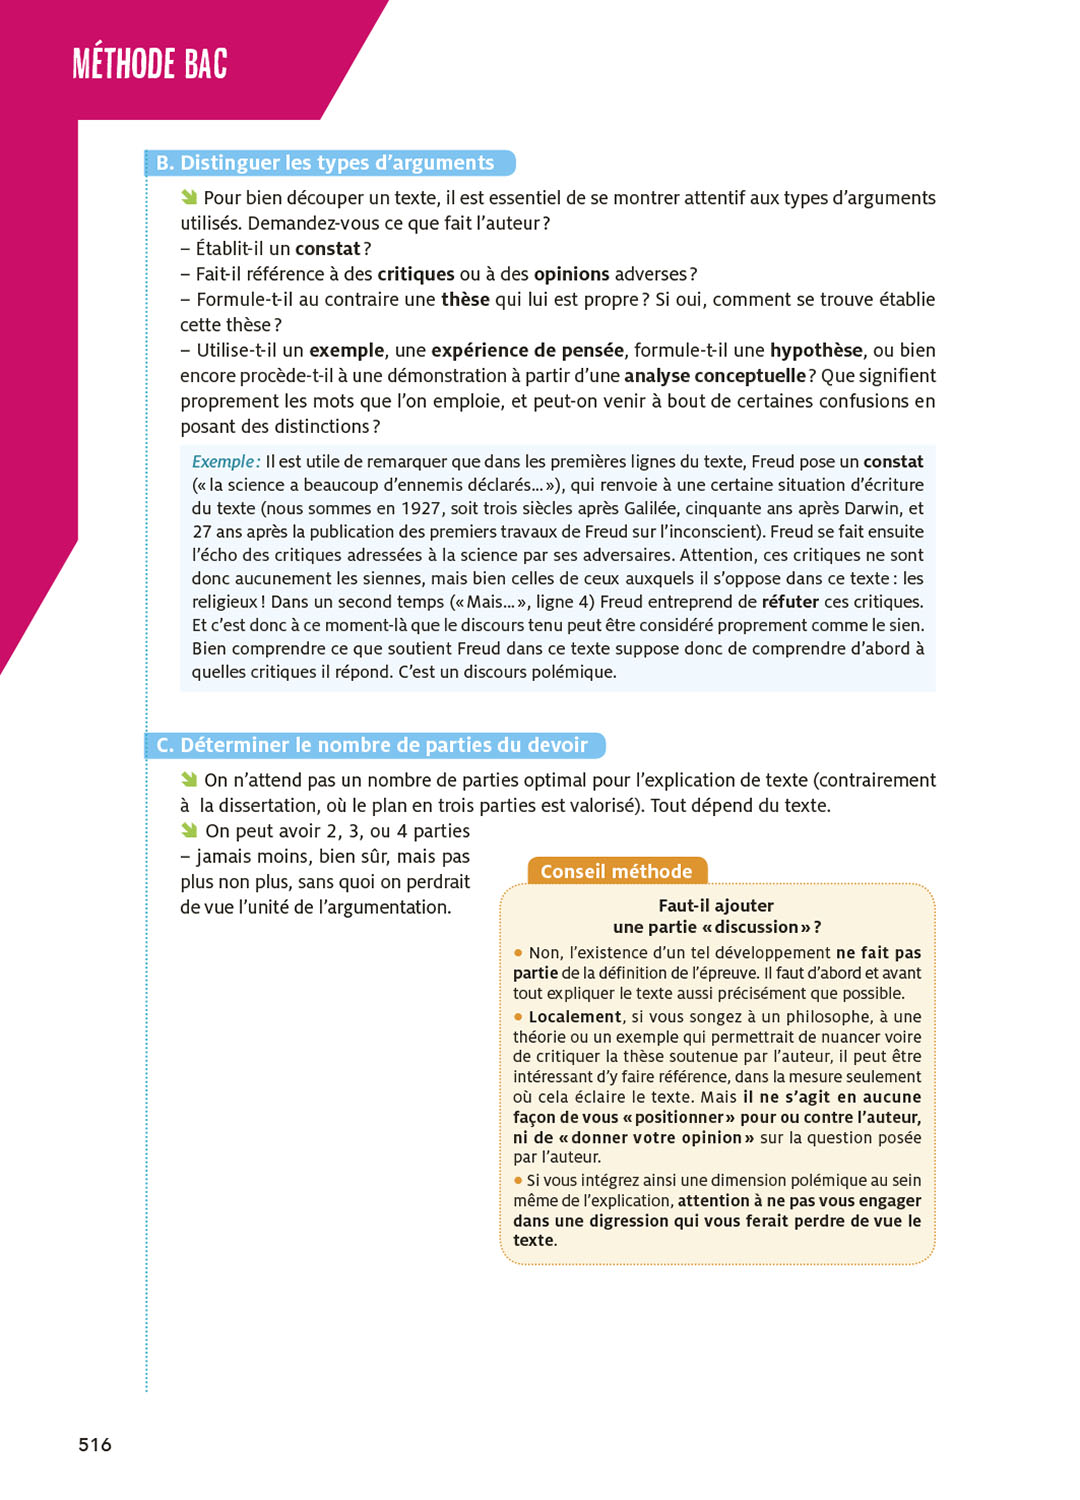 MÉTHODE BAC
B. Distinguer les types d’arguments
Pour bien découper un texte, il est essentiel de se montrer attentif aux types d’arguments
utilisés. Demandez-vous ce que fait l’auteur ?
– Établit-il un constat ?
– Fait-il référence à des critiques ou à des opinions adverses ?
– Formule-t-il au contraire une thèse qui lui est propre ? Si oui, comment se trouve établie
cette thèse ?
– Utilise-t-il un exemple, une expérience de pensée, formule-t-il une hypothèse, ou bien
encore procède-t-il à une démonstration à partir d’une analyse conceptuelle ? Que signifient
proprement les mots que l’on emploie, et peut-on venir à bout de certaines confusions en
posant des distinctions ?
Exemple : Il est utile de remarquer que dans les premières lignes du texte, Freud pose un constat
(« la science a beaucoup d’ennemis déclarés… »), qui renvoie à une certaine situation d’écriture
du texte (nous sommes en 1927, soit trois siècles après Galilée, cinquante ans après Darwin, et
27 ans après la publication des premiers travaux de Freud sur l’inconscient). Freud se fait ensuite
l’écho des critiques adressées à la science par ses adversaires. Attention, ces critiques ne sont
donc aucunement les siennes, mais bien celles de ceux auxquels il s’oppose dans ce texte : les
religieux ! Dans un second temps (« Mais… », ligne 4) Freud entreprend de réfuter ces critiques.
Et c’est donc à ce moment-là que le discours tenu peut être considéré proprement comme le sien.
Bien comprendre ce que soutient Freud dans ce texte suppose donc de comprendre d’abord à
quelles critiques il répond. C’est un discours polémique.
C. Déterminer le nombre de parties du devoir
On n’attend pas un nombre de parties optimal pour l’explication de texte (contrairement
à la dissertation, où le plan en trois parties est valorisé). Tout dépend du texte.
On peut avoir 2, 3, ou 4 parties
– jamais moins, bien sûr, mais pas
plus non plus, sans quoi on perdrait
de vue l’unité de l’argumentation.
Conseil méthode
Faut-il ajouter
une partie « discussion » ?
• Non, l’existence d’un tel développement ne fait pas
partie de la définition de l’épreuve. Il faut d’abord et avant
tout expliquer le texte aussi précisément que possible.
• Localement, si vous songez à un philosophe, à une
théorie ou un exemple qui permettrait de nuancer voire
de critiquer la thèse soutenue par l’auteur, il peut être
intéressant d’y faire référence, dans la mesure seulement
où cela éclaire le texte. Mais il ne s’agit en aucune
façon de vous « positionner » pour ou contre l’auteur,
ni de « donner votre opinion » sur la question posée
par l’auteur.
• Si vous intégrez ainsi une dimension polémique au sein
même de l’explication, attention à ne pas vous engager
dans une digression qui vous ferait perdre de vue le
texte.
516